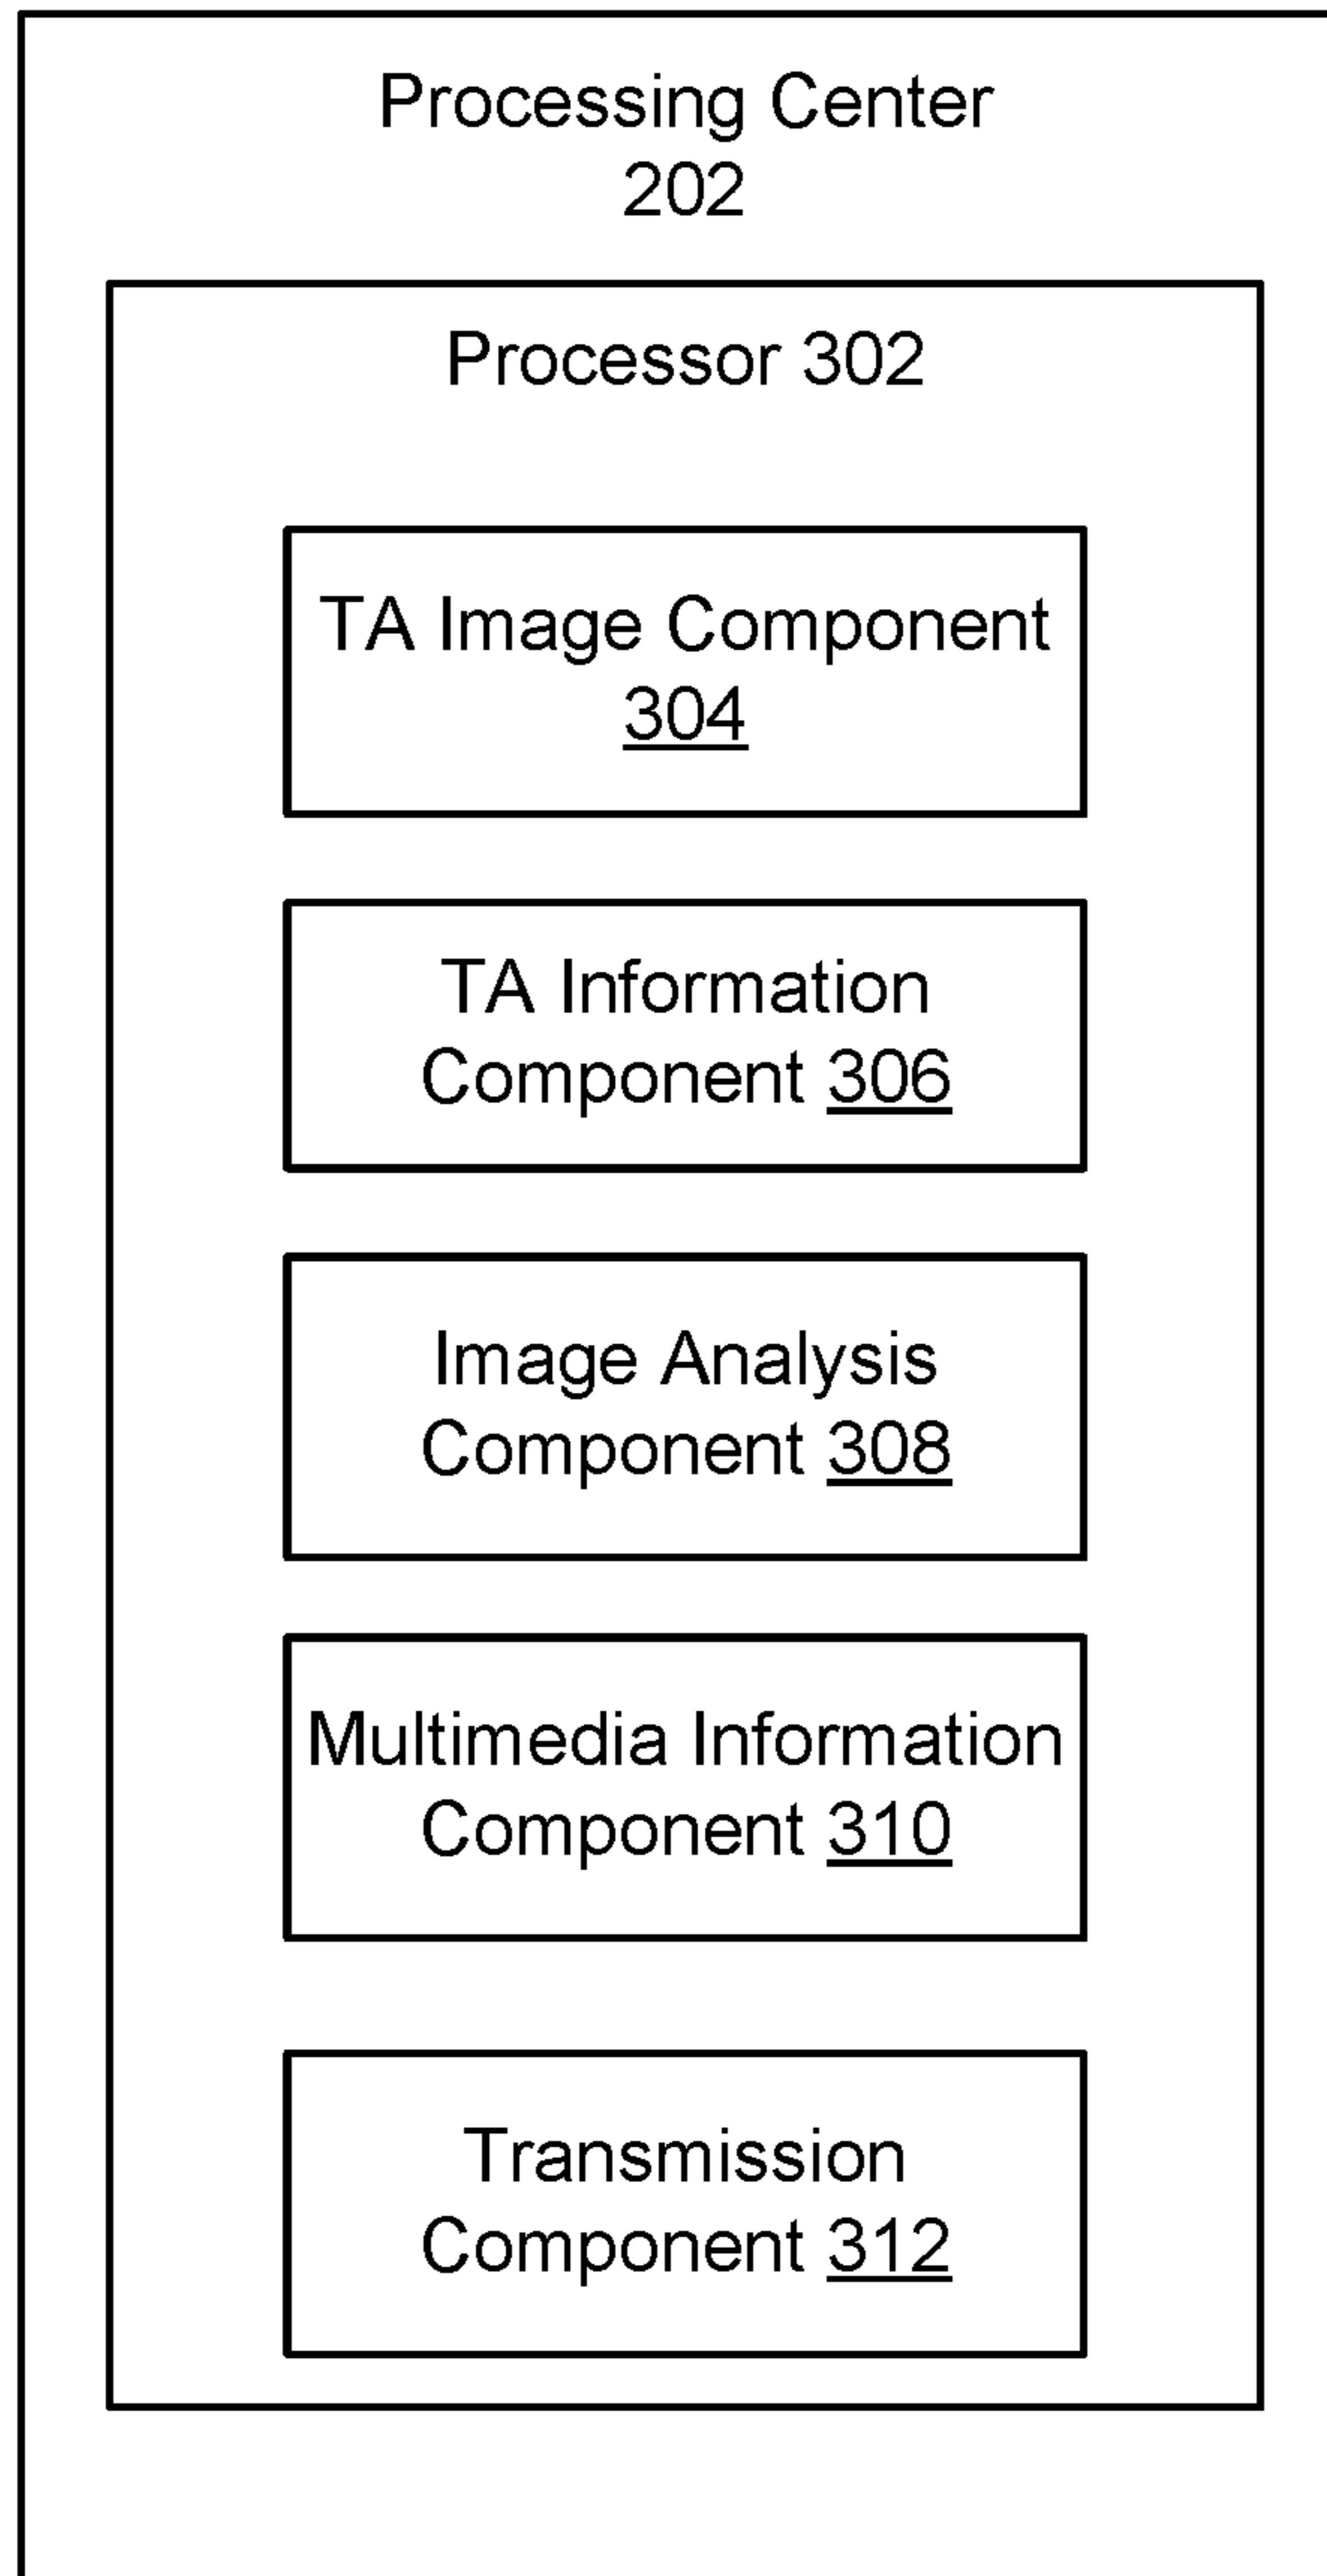 Processing Center
202
Processor 302
TA Image Component
304
TA Information
Component 306
Image Analysis
Component 308
Multimedia Information
Component 310
Transmission
Component 312